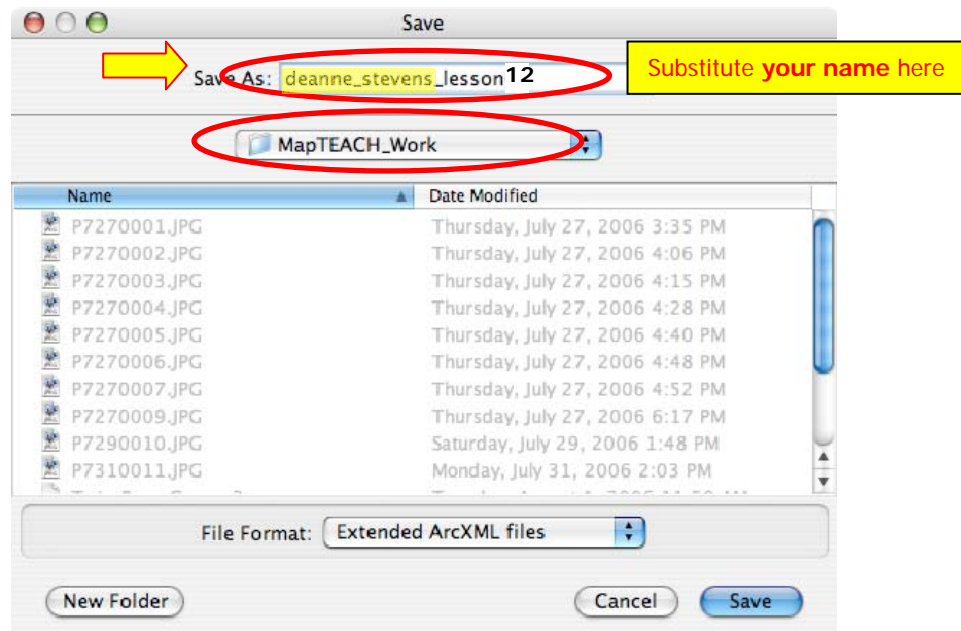 Save
Save As: deanne_stevens_lesson12
Substitute your name here
MapTEACH_Work
Name Date Modified
P7270001.JPG Thursday, July 27, 2006 3:35 PM
P7270002.JPG Thursday, July 27, 2006 4:06 PM
P7270003.JPG Thursday, July 27, 2006 4:15 PM
P7270004.JPG Thursday, July 27, 2006 4:28 PM
P7270005.JPG Thursday, July 27, 2006 4:40 PM
P7270006.JPG Thursday, July 27, 2006 4:48 PM
P7270007.JPG Thursday, July 27, 2006 4:52 PM
P7270009.JPG Thursday, July 27, 2006 6:17 PM
P7290010.JPG Saturday, July 29, 2006 1:48 PM
P7310011.JPG Monday, July 31, 2006 2:03 PM
File Format: Extended ArcXML files
New Folder Cancel Save